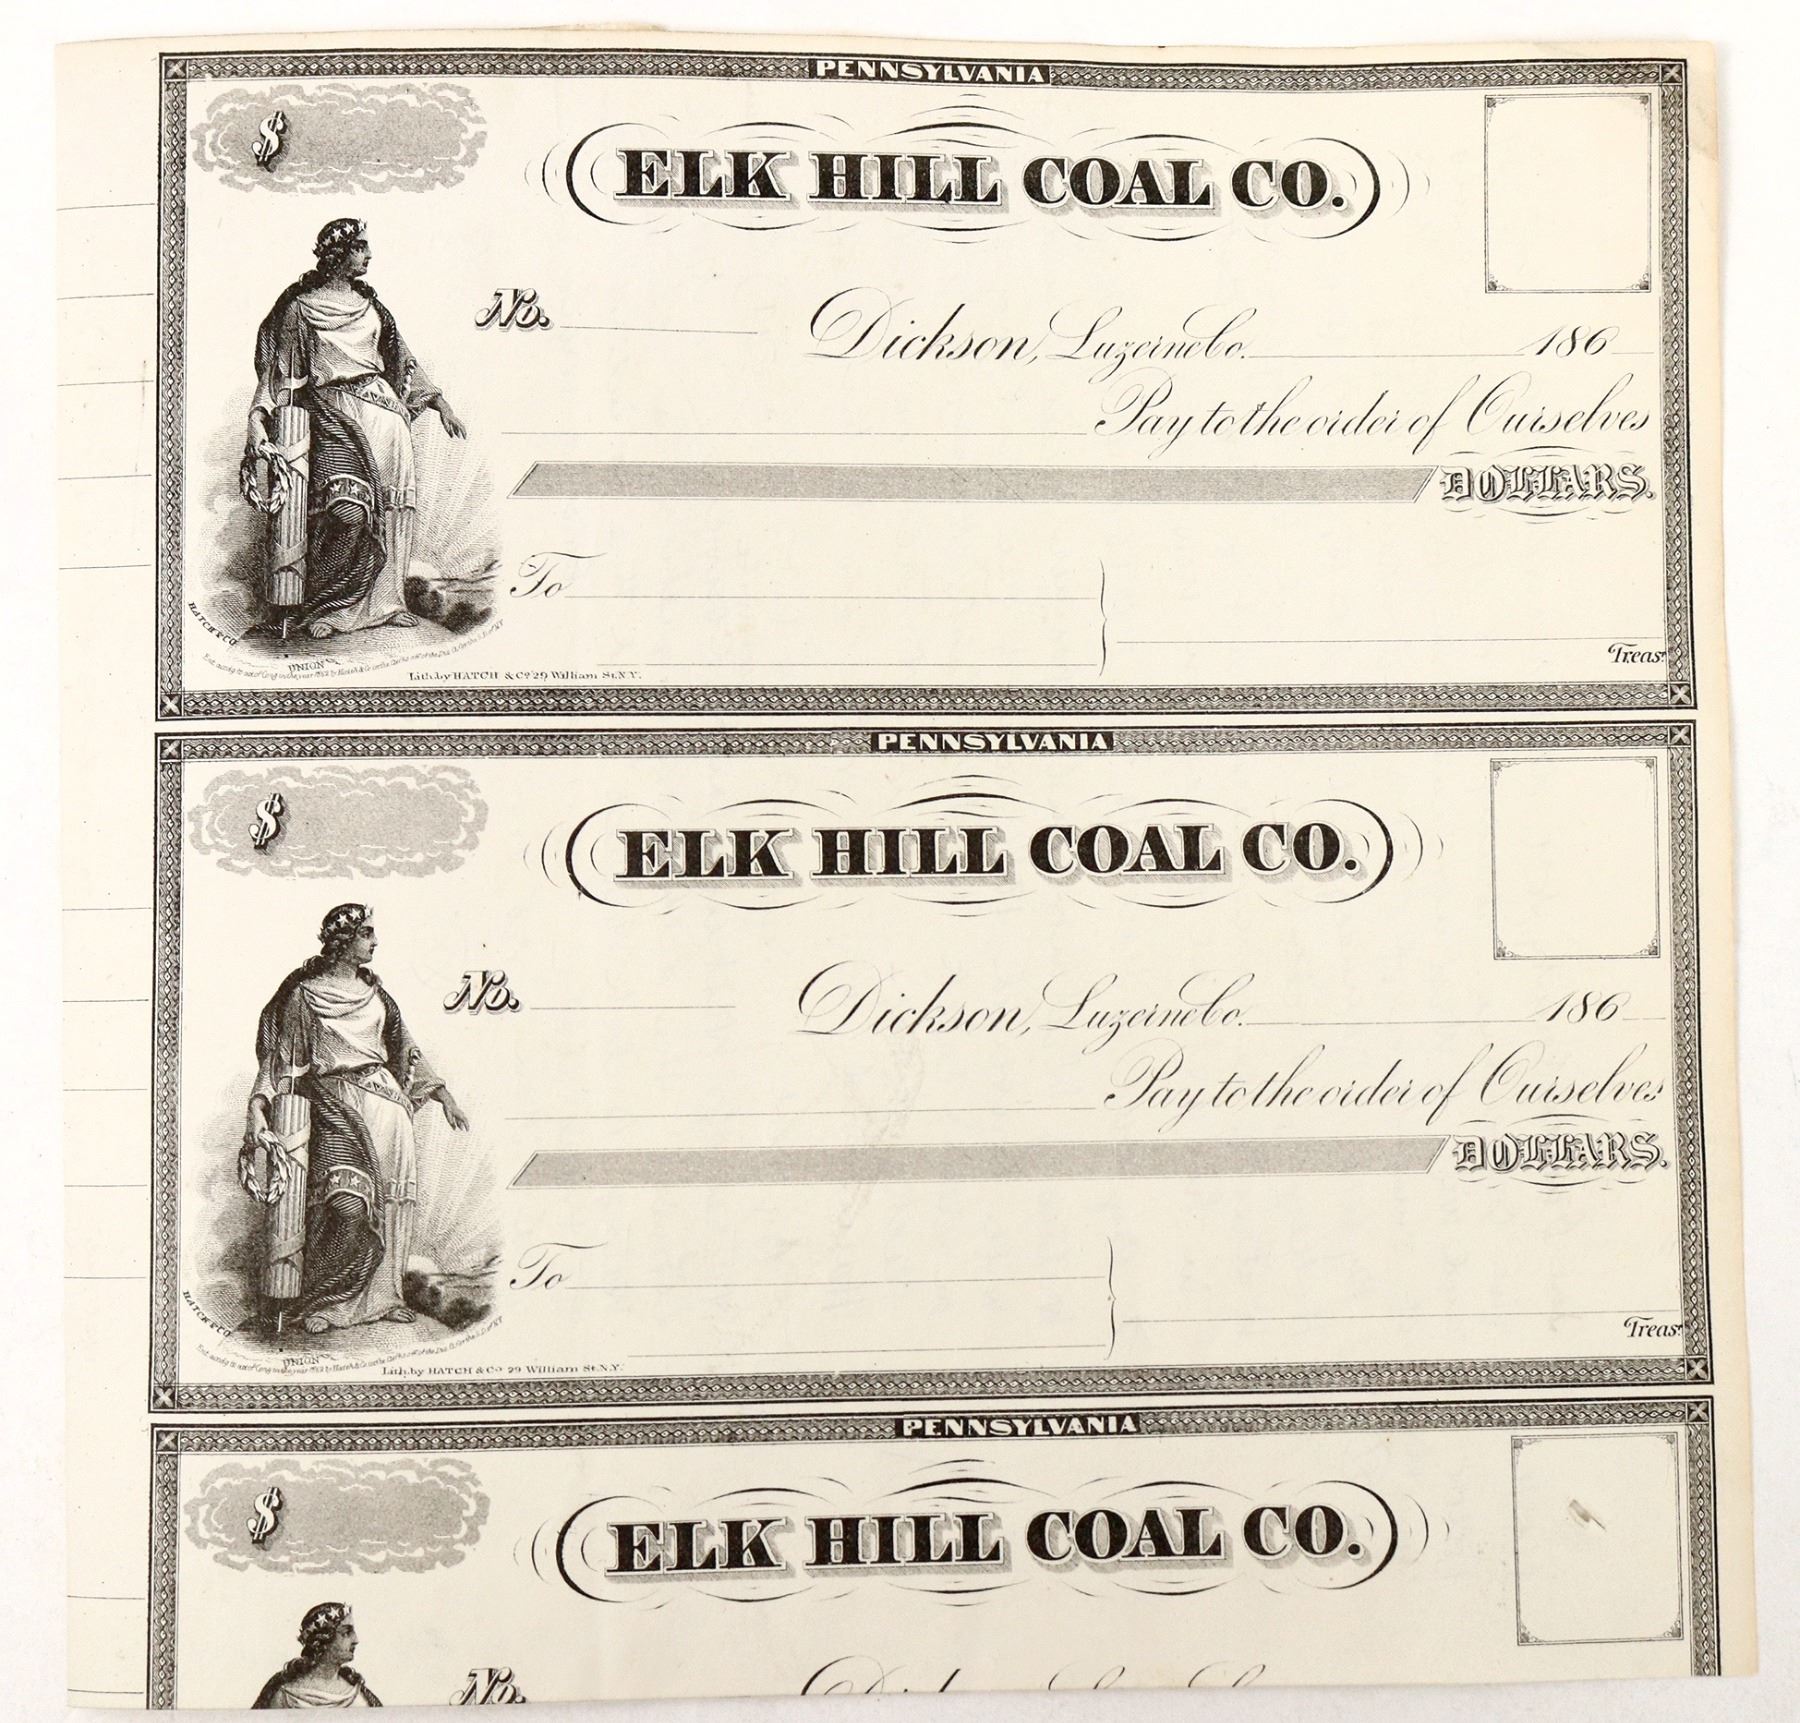 PENNSYLVANIA
$
ELK HILL COAL CO.
No.
Dickson, Luzerne Co. 186
Pay to the order of Ourselves
DOLLARS.
To
Treas.
HATCH & CO
UNION
Lith. by HATCH & Co 29 William St. N.Y.
PENNSYLVANIA
$
ELK HILL COAL CO.
No.
Dickson, Luzerne Co. 186
Pay to the order of Ourselves
DOLLARS.
To
Treas.
HATCH & CO
UNION
Lith. by HATCH & Co 29 William St. N.Y.
PENNSYLVANIA
$
ELK HILL COAL CO.
No.